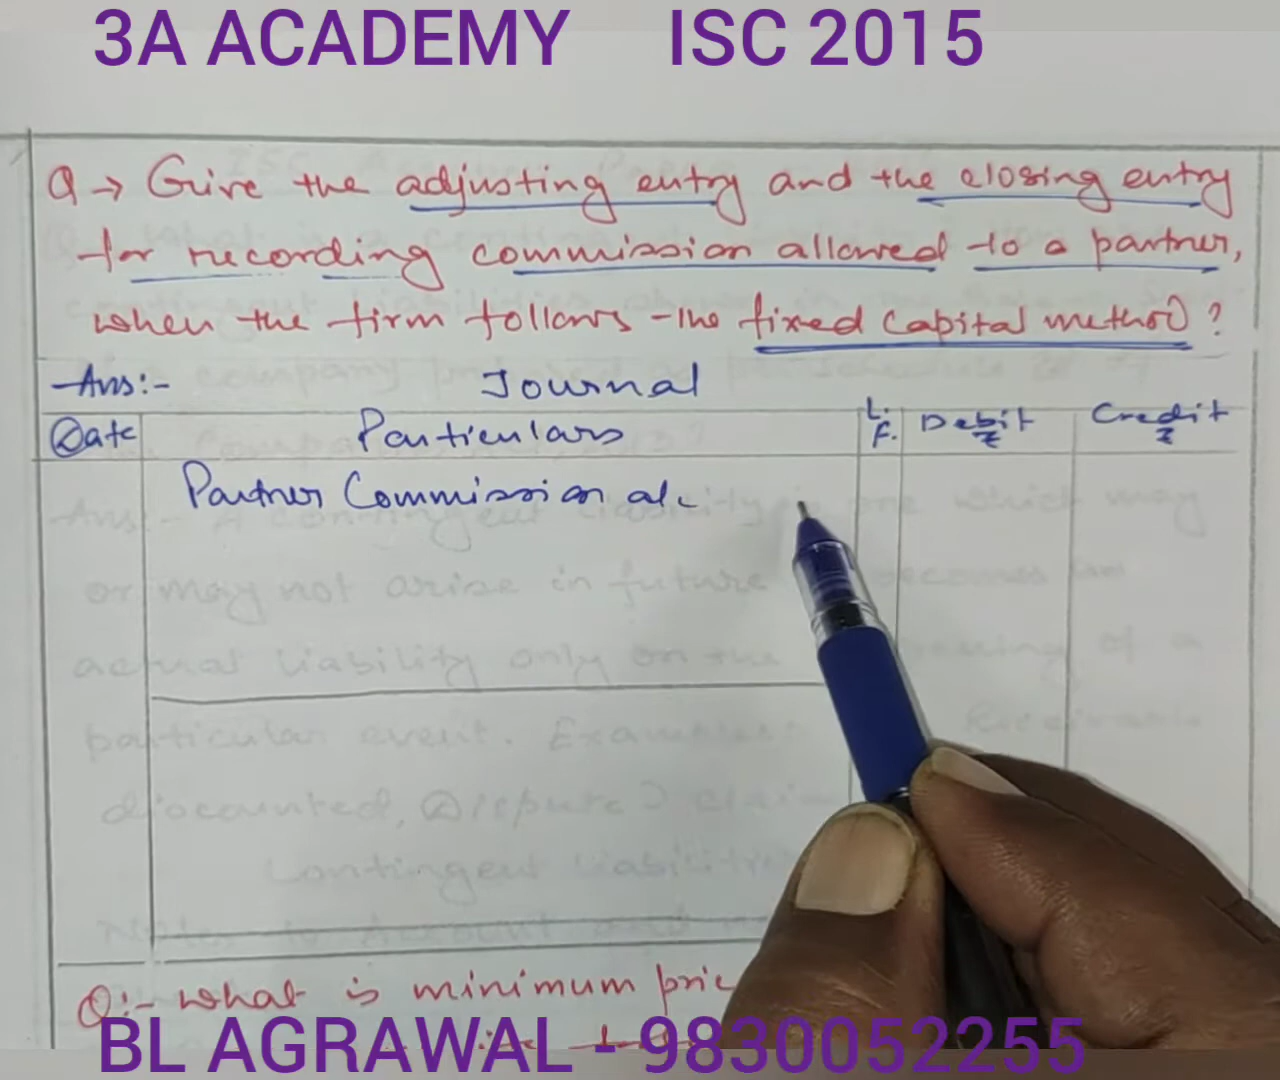 3A ACADEMY ISC 2015
Q → Give the adjusting entry and the closing entry
for recording commission allowed to a partner,
when the firm follows the fixed capital method?
Ans:- Journal
Date Particulars L.F. Debit ₹ Credit ₹
Partner Commission a/c
Q:- What is minimum pric
BL AGRAWAL - 9830052255